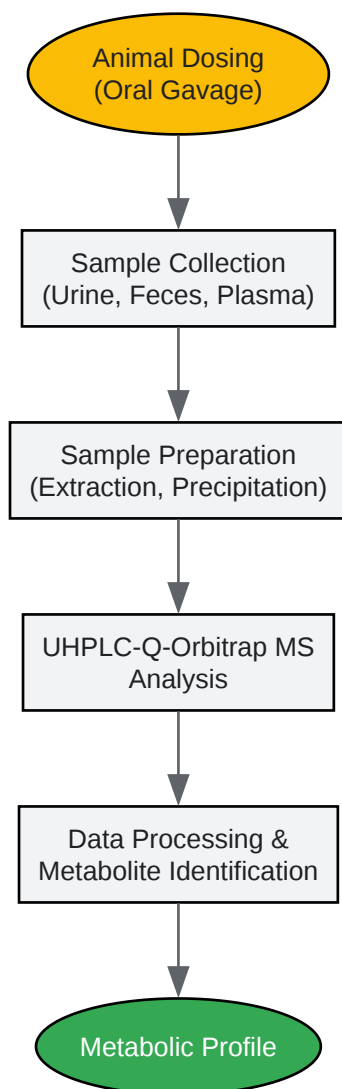 Animal Dosing
(Oral Gavage)
Sample Collection
(Urine, Feces, Plasma)
Sample Preparation
(Extraction, Precipitation)
UHPLC-Q-Orbitrap MS
Analysis
Data Processing &
Metabolite Identification
Metabolic Profile